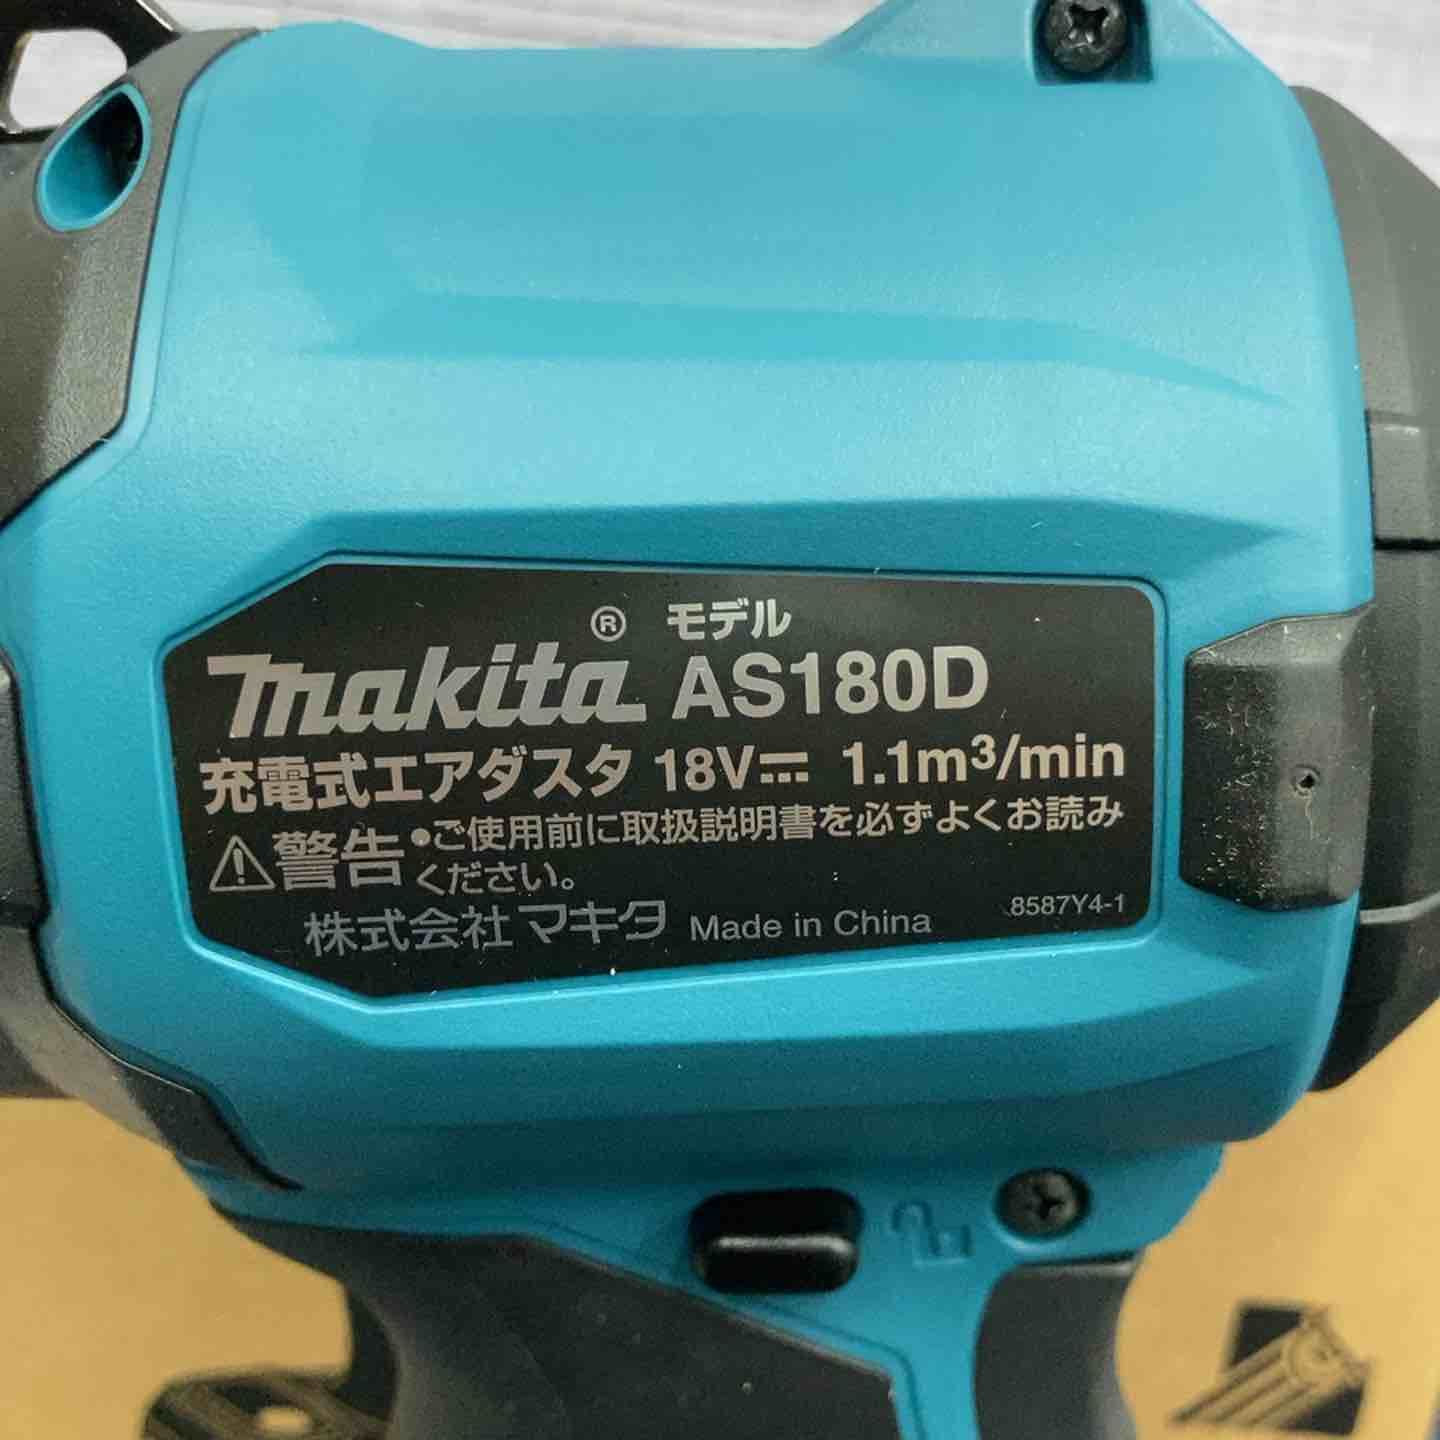 makita® モデル AS180D
充電式エアダスタ 18V⎓ 1.1m³/min
⚠警告 •ご使用前に取扱説明書を必ずよくお読み
ください。
株式会社マキタ Made in China 8587Y4-1